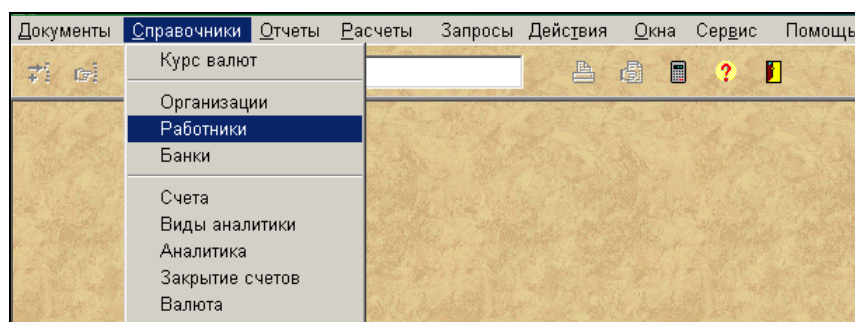 Документы Справочники Отчеты Расчеты Запросы Действия Окна Сервис Помощь
Курс валют
?
Организации
Работники
Банки
Счета
Виды аналитики
Аналитика
Закрытие счетов
Валюта